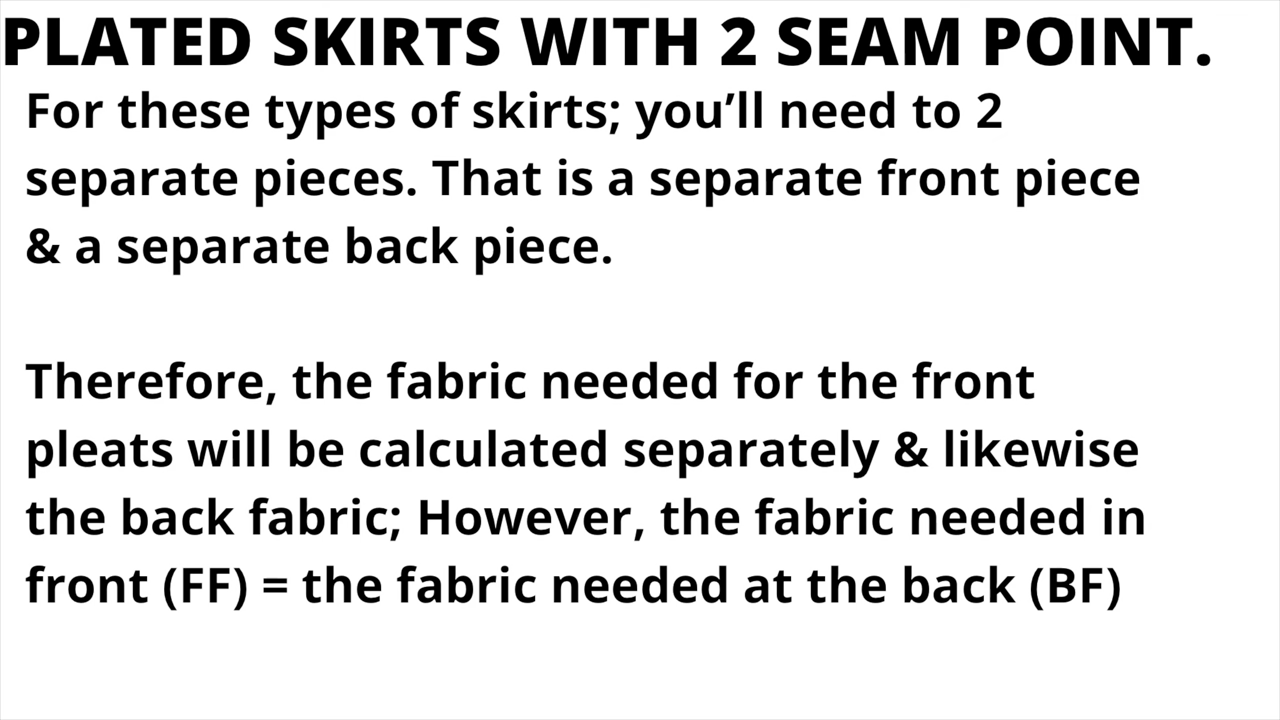 PLATED SKIRTS WITH 2 SEAM POINT.
For these types of skirts; you’ll need to 2
separate pieces. That is a separate front piece
& a separate back piece.
Therefore, the fabric needed for the front
pleats will be calculated separately & likewise
the back fabric; However, the fabric needed in
front (FF) = the fabric needed at the back (BF)